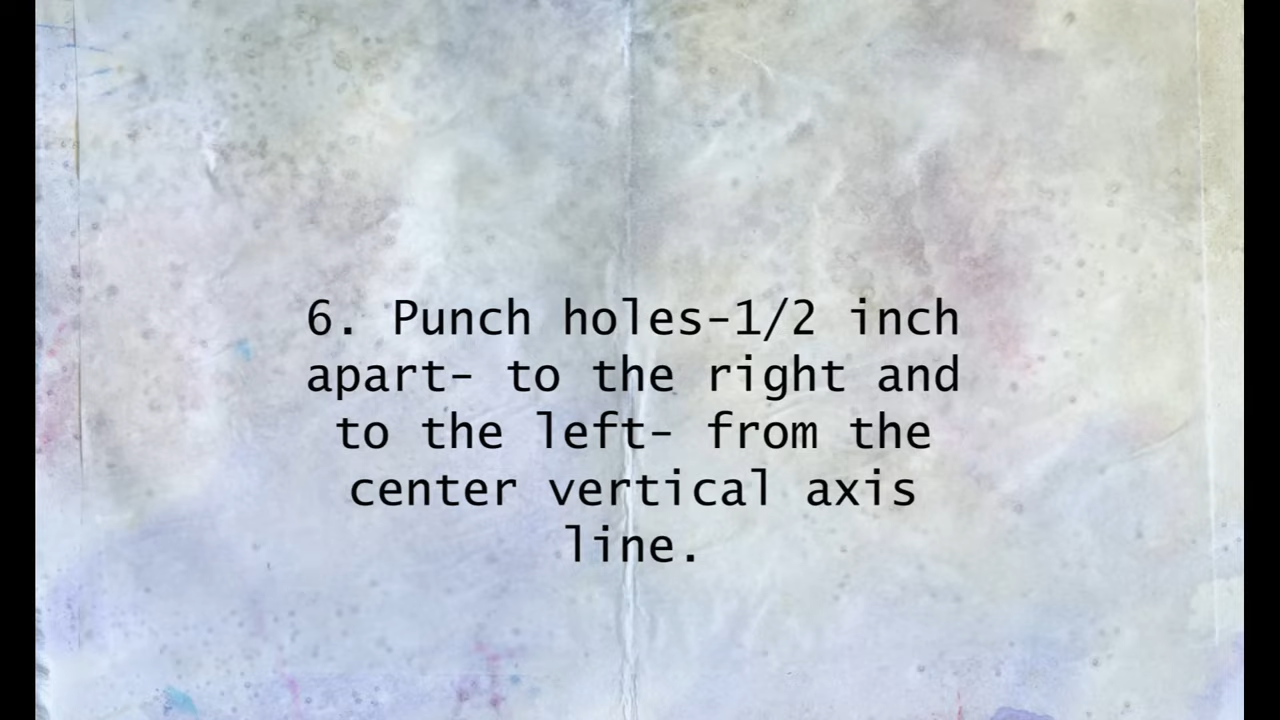 6. Punch holes-1/2 inch
apart- to the right and
to the left- from the
center vertical axis
line.